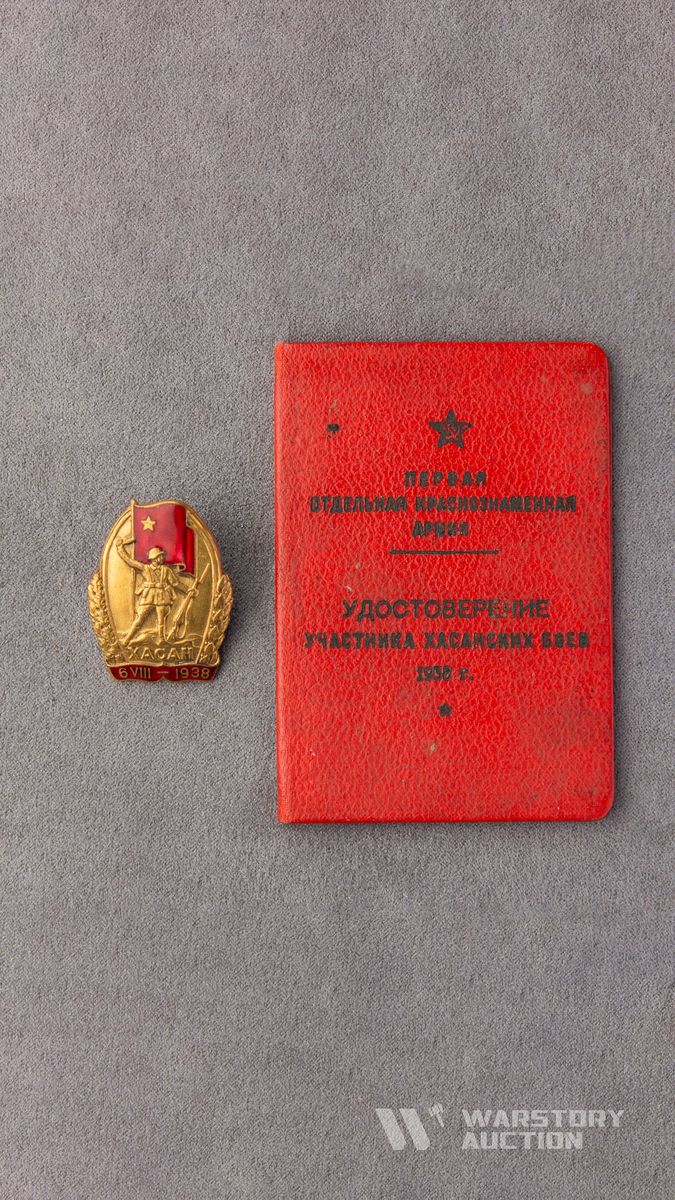 ХАСАН
6 VIII – 1938
ПЕРВАЯ
ОТДЕЛЬНАЯ КРАСНОЗНАМЕННАЯ
АРМИЯ
УДОСТОВЕРЕНИЕ
УЧАСТНИКА ХАСАНСКИХ БОЕВ
1938 г.
WARSTORY
AUCTION